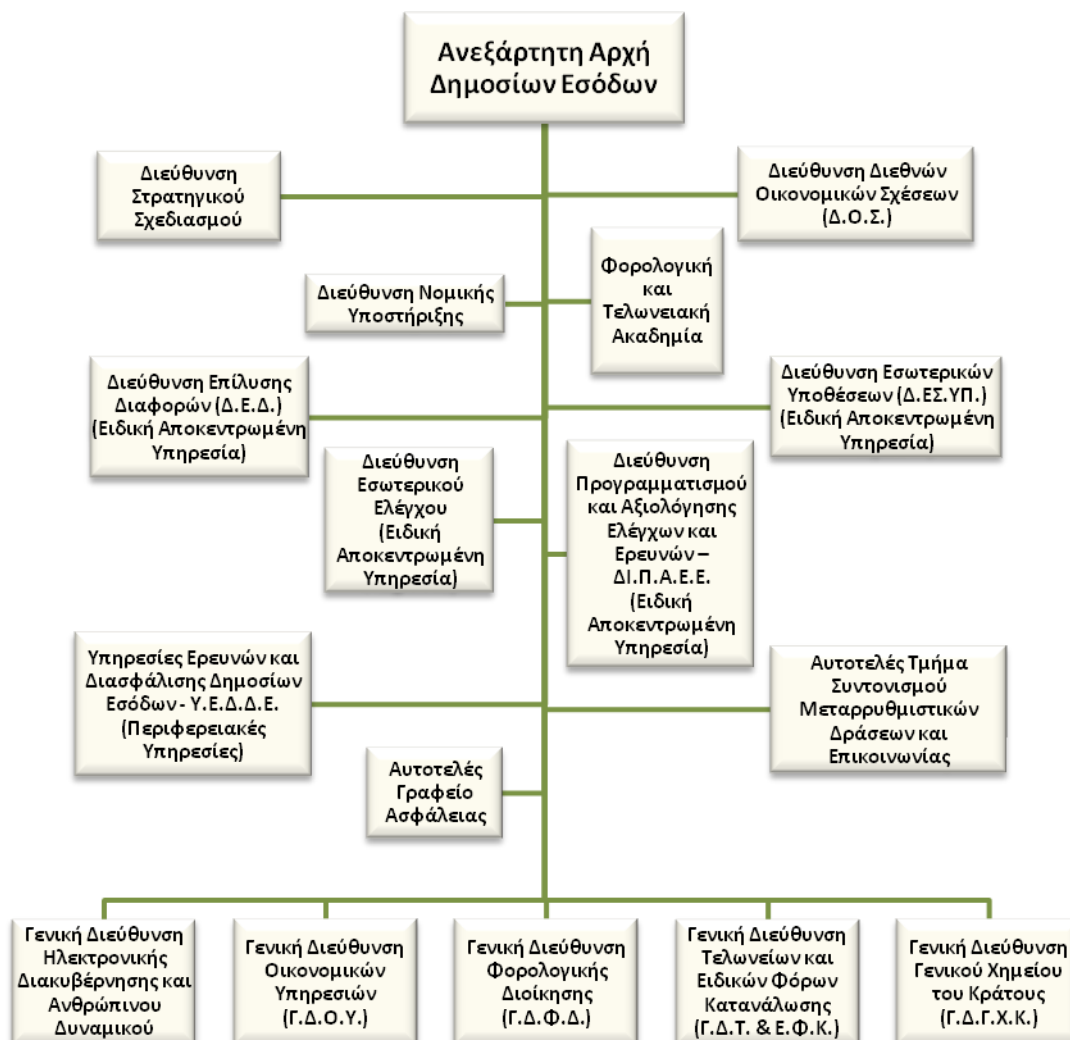 Ανεξάρτητη Αρχή
Δημοσίων Εσόδων
Διεύθυνση
Στρατηγικού
Σχεδιασμού
Διεύθυνση Διεθνών
Οικονομικών Σχέσεων
(Δ.Ο.Σ.)
Διεύθυνση Νομικής
Υποστήριξης
Φορολογική
και
Τελωνειακή
Ακαδημία
Διεύθυνση Επίλυσης
Διαφορών (Δ.Ε.Δ.)
(Ειδική Αποκεντρωμένη
Υπηρεσία)
Διεύθυνση Εσωτερικών
Υποθέσεων (Δ.ΕΣ.ΥΠ.)
(Ειδική Αποκεντρωμένη
Υπηρεσία)
Διεύθυνση
Εσωτερικού
Ελέγχου
(Ειδική
Αποκεντρωμένη
Υπηρεσία)
Διεύθυνση
Προγραμματισμού
και Αξιολόγησης
Ελέγχων και
Ερευνών –
ΔΙ.Π.Α.Ε.Ε.
(Ειδική
Αποκεντρωμένη
Υπηρεσία)
Υπηρεσίες Ερευνών και
Διασφάλισης Δημοσίων
Εσόδων - Υ.Ε.Δ.Δ.Ε.
(Περιφερειακές
Υπηρεσίες)
Αυτοτελές Τμήμα
Συντονισμού
Μεταρρυθμιστικών
Δράσεων και
Επικοινωνίας
Αυτοτελές
Γραφείο
Ασφάλειας
Γενική Διεύθυνση
Ηλεκτρονικής
Διακυβέρνησης και
Ανθρώπινου
Δυναμικού
Γενική Διεύθυνση
Οικονομικών
Υπηρεσιών
(Γ.Δ.Ο.Υ.)
Γενική Διεύθυνση
Φορολογικής
Διοίκησης
(Γ.Δ.Φ.Δ.)
Γενική Διεύθυνση
Τελωνείων και
Ειδικών Φόρων
Κατανάλωσης
(Γ.Δ.Τ. & Ε.Φ.Κ.)
Γενική Διεύθυνση
Γενικού Χημείου
του Κράτους
(Γ.Δ.Γ.Χ.Κ.)